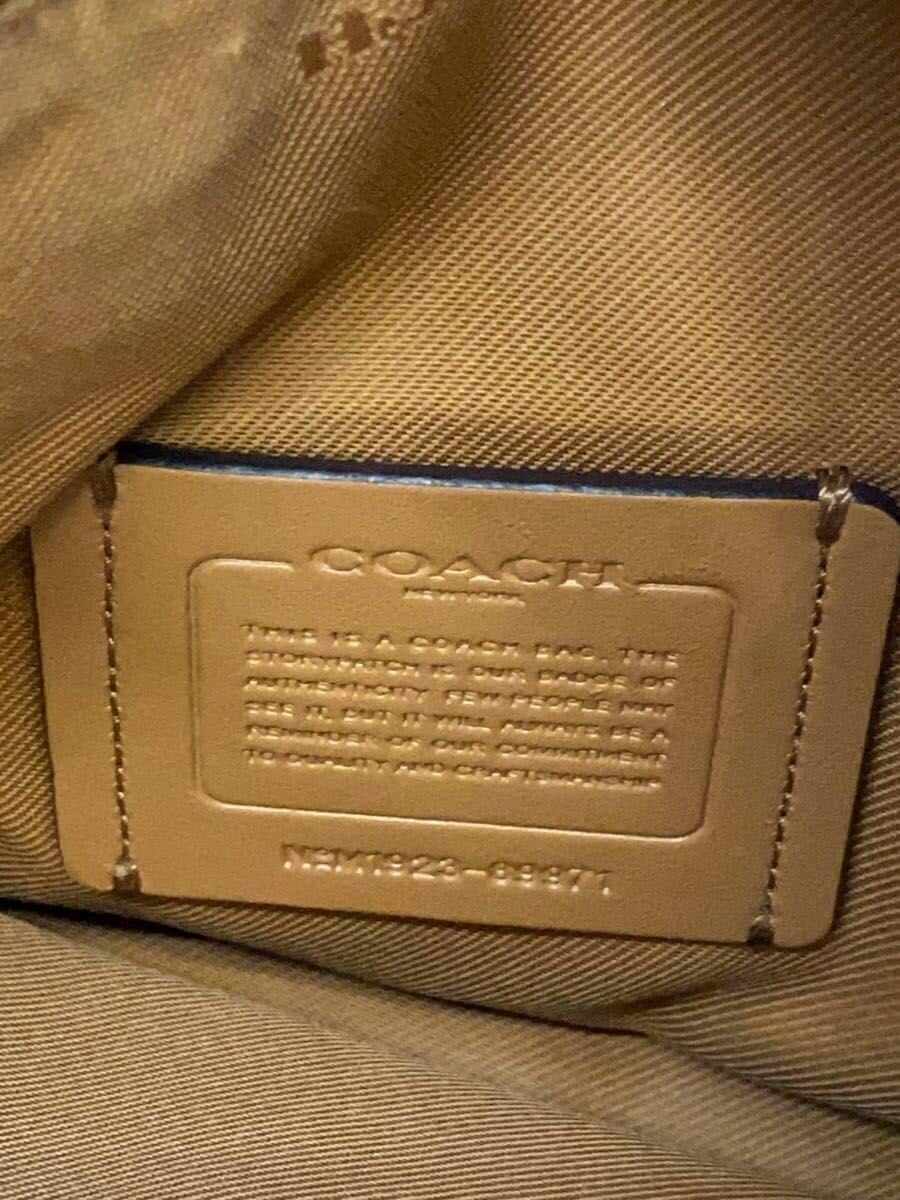 COACH
NEW YORK
THIS IS A COACH BAG. THE
STORYPATCH IS OUR BADGE OF
AUTHENTICITY. FEW PEOPLE MAY
SEE IT, BUT IT WILL ALWAYS BE A
REMINDER OF OUR COMMITMENT
TO QUALITY AND CRAFTSMANSHIP